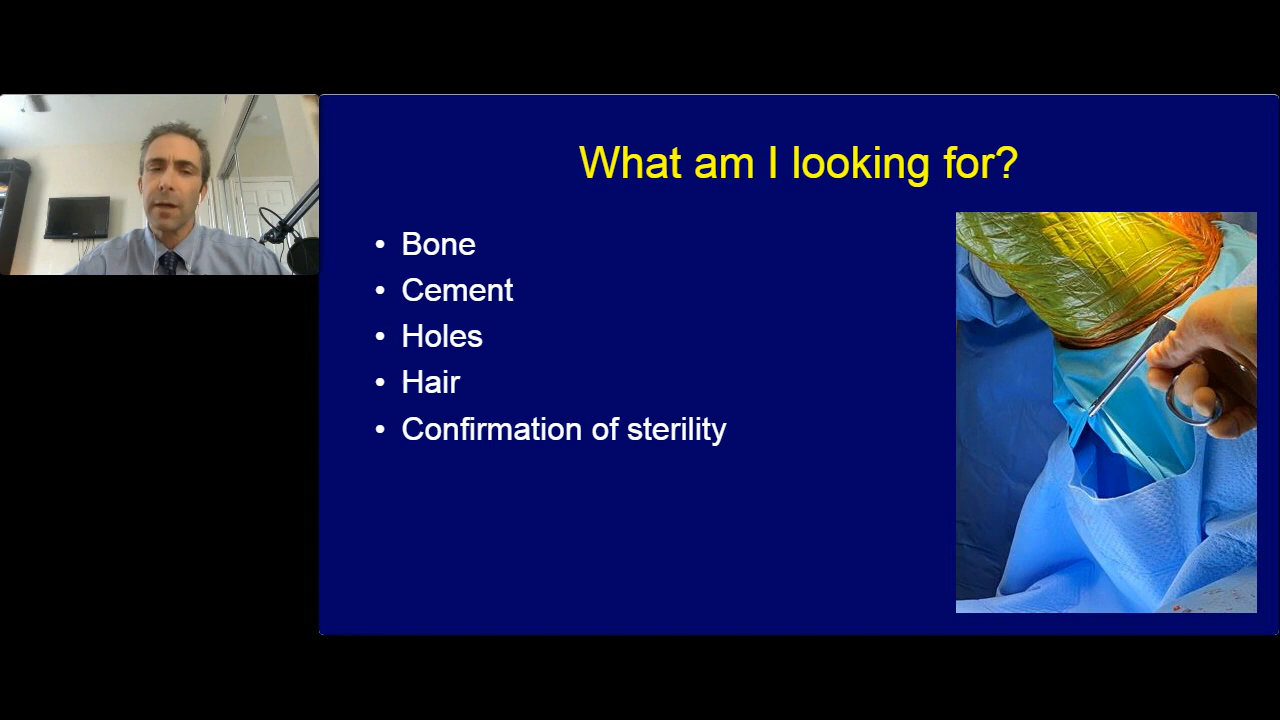 What am I looking for?
• Bone
• Cement
• Holes
• Hair
• Confirmation of sterility